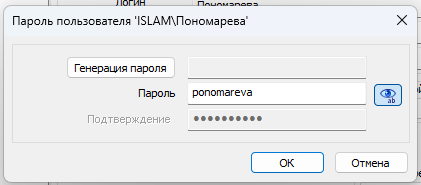 Логин Пономарева
Пароль пользователя 'ISLAM\Пономарева'
Генерация пароля
Пароль ponomareva
ab
Подтверждение ●●●●●●●●●●
OK Отмена